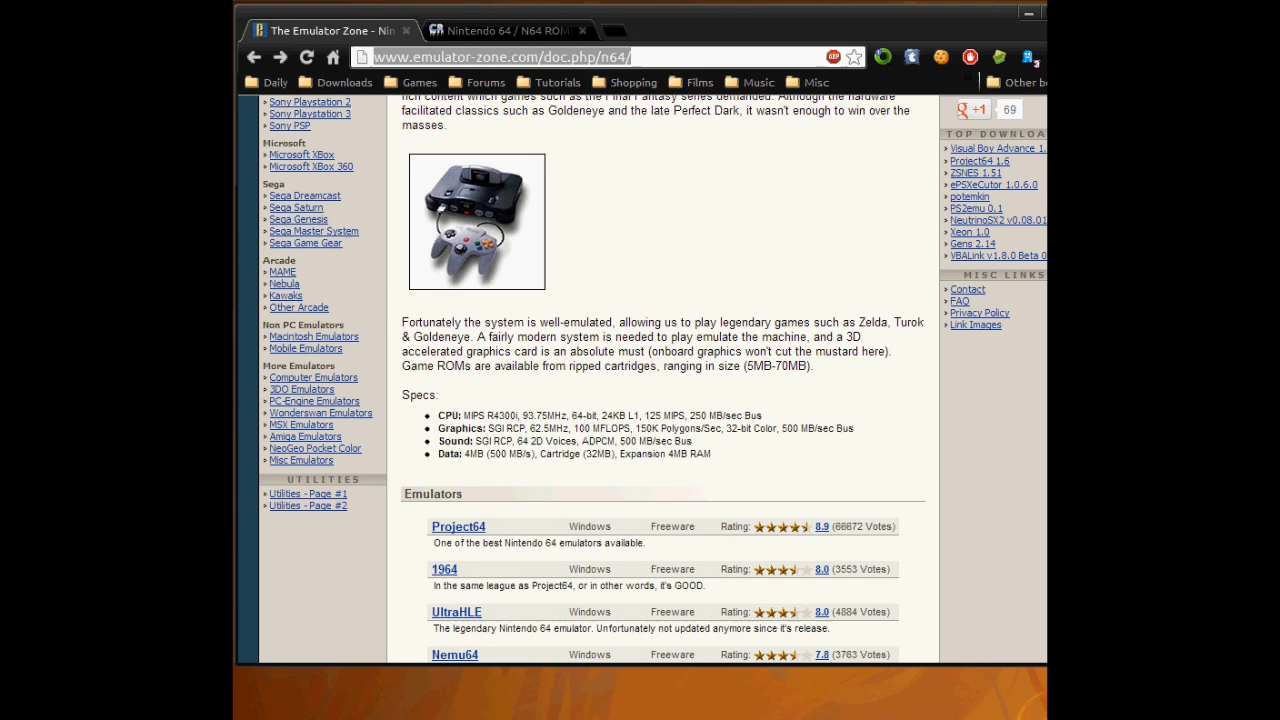 The Emulator Zone - Nin
Nintendo 64 / N64 ROM
www.emulator-zone.com/doc.php/n64/
ABP
Daily
Downloads
Games
Forums
Tutorials
Shopping
Films
Music
Misc
Other b
Sony Playstation 2
Sony Playstation 3
Sony PSP
Microsoft
Microsoft XBox
Microsoft XBox 360
Sega
Sega Dreamcast
Sega Saturn
Sega Genesis
Sega Master System
Sega Game Gear
Arcade
MAME
Nebula
Kawaks
Other Arcade
Non PC Emulators
Macintosh Emulators
Mobile Emulators
More Emulators
Computer Emulators
3DO Emulators
PC-Engine Emulators
Wonderswan Emulators
MSX Emulators
Amiga Emulators
NeoGeo Pocket Color
Misc Emulators
UTILITIES
Utilities - Page #1
Utilities - Page #2
rich content which games such as the Final Fantasy series demanded. Although the hardware
facilitated classics such as Goldeneye and the late Perfect Dark, it wasn't enough to win over the
masses.
Fortunately the system is well-emulated, allowing us to play legendary games such as Zelda, Turok
& Goldeneye. A fairly modern system is needed to play emulate the machine, and a 3D
accelerated graphics card is an absolute must (onboard graphics won't cut the mustard here).
Game ROMs are available from ripped cartridges, ranging in size (5MB-70MB).
Specs:
CPU: MIPS R4300i, 93.75MHz, 64-bit, 24KB L1, 125 MIPS, 250 MB/sec Bus
Graphics: SGI RCP, 62.5MHz, 100 MFLOPS, 150K Polygons/Sec, 32-bit Color, 500 MB/sec Bus
Sound: SGI RCP, 64 2D Voices, ADPCM, 500 MB/sec Bus
Data: 4MB (500 MB/s), Cartridge (32MB), Expansion 4MB RAM
Emulators
Project64 Windows Freeware Rating: 8.9 (66672 Votes)
One of the best Nintendo 64 emulators available.
1964 Windows Freeware Rating: 8.0 (3553 Votes)
In the same league as Project64, or in other words, it's GOOD.
UltraHLE Windows Freeware Rating: 8.0 (4884 Votes)
The legendary Nintendo 64 emulator. Unfortunately not updated anymore since it's release.
Nemu64 Windows Freeware Rating: 7.8 (3763 Votes)
g +1 69
TOP DOWNLOA
Visual Boy Advance 1.
Project64 1.6
ZSNES 1.51
ePSXeCutor 1.0.6.0
potemkin
PS2emu 0.1
NeutrinoSX2 v0.08.01
Xeon 1.0
Gens 2.14
VBALink v1.8.0 Beta 0
MISC LINKS
Contact
FAQ
Privacy Policy
Link Images